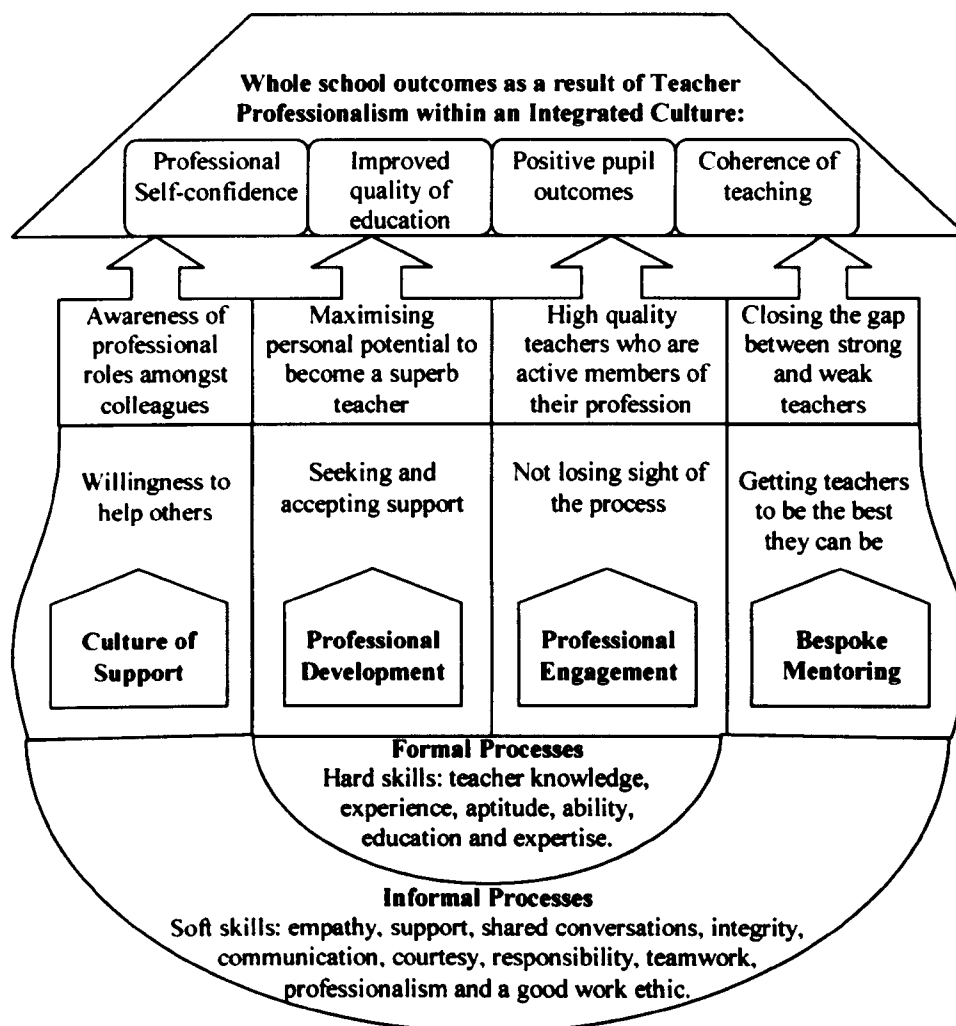 Whole school outcomes as a result of Teacher
Professionalism within an Integrated Culture:
Professional
Self-confidence
Improved
quality of
education
Positive pupil
outcomes
Coherence of
teaching
Awareness of
professional
roles amongst
colleagues
Maximising
personal potential to
become a superb
teacher
High quality
teachers who are
active members of
their profession
Closing the gap
between strong
and weak
teachers
Willingness to
help others
Seeking and
accepting support
Not losing sight of
the process
Getting teachers
to be the best
they can be
Culture of
Support
Professional
Development
Professional
Engagement
Bespoke
Mentoring
Formal Processes
Hard skills: teacher knowledge,
experience, aptitude, ability,
education and expertise.
Informal Processes
Soft skills: empathy, support, shared conversations, integrity,
communication, courtesy, responsibility, teamwork,
professionalism and a good work ethic.